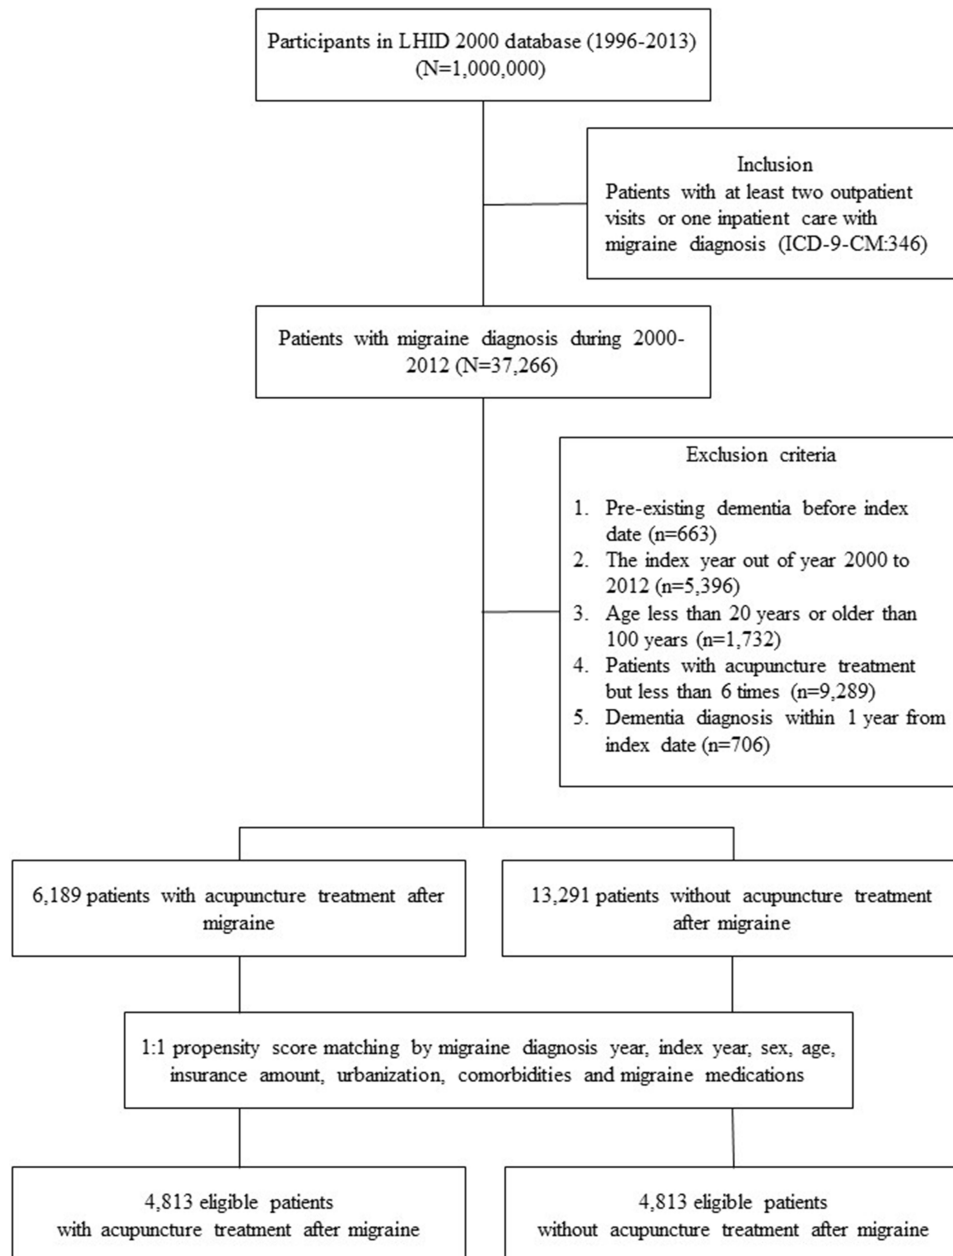 Participants in LHID 2000 database (1996-2013)
(N=1,000,000)
Inclusion
Patients with at least two outpatient
visits or one inpatient care with
migraine diagnosis (ICD-9-CM:346)
Patients with migraine diagnosis during 2000-
2012 (N=37,266)
Exclusion criteria
1. Pre-existing dementia before index
date (n=663)
2. The index year out of year 2000 to
2012 (n=5,396)
3. Age less than 20 years or older than
100 years (n=1,732)
4. Patients with acupuncture treatment
but less than 6 times (n=9,289)
5. Dementia diagnosis within 1 year from
index date (n=706)
6,189 patients with acupuncture treatment after
migraine
13,291 patients without acupuncture treatment
after migraine
1:1 propensity score matching by migraine diagnosis year, index year, sex, age,
insurance amount, urbanization, comorbidities and migraine medications
4,813 eligible patients
with acupuncture treatment after migraine
4,813 eligible patients
without acupuncture treatment after migraine